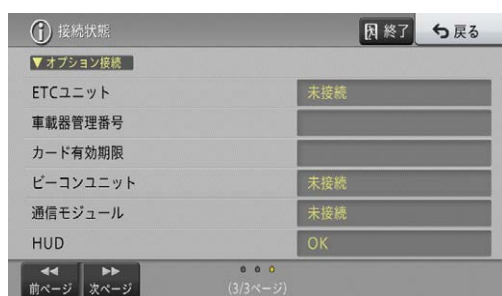 接続状態
終了
戻る
▼オプション接続
ETCユニット 未接続
車載器管理番号
カード有効期限
ビーコンユニット 未接続
通信モジュール 未接続
HUD OK
前ページ 次ページ (3/3ページ)